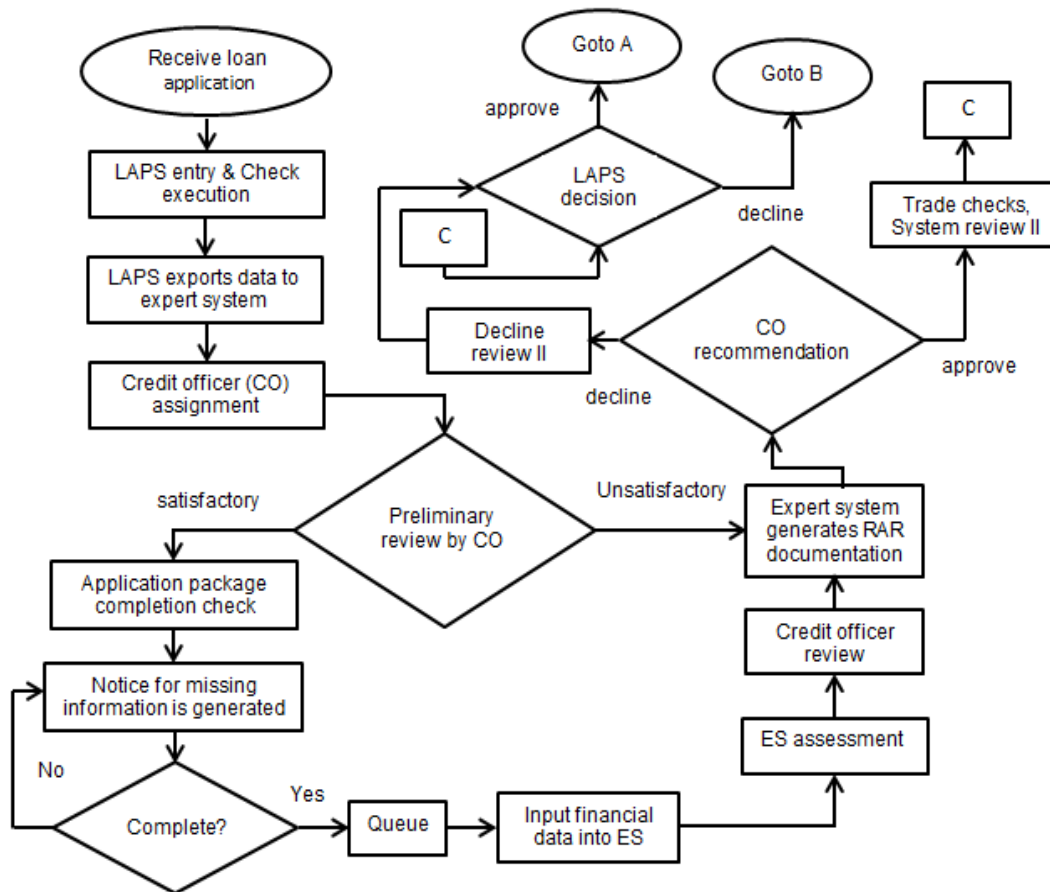 Receive loan
application
LAPS entry & Check
execution
LAPS exports data to
expert system
Credit officer (CO)
assignment
Goto A
Goto B
approve
LAPS
decision
decline
C
C
Trade checks,
System review II
Decline
review II
CO
recommendation
decline
approve
satisfactory
Preliminary
review by CO
Unsatisfactory
Expert system
generates RAR
documentation
Application package
completion check
Credit officer
review
Notice for missing
information is generated
ES assessment
No
Complete?
Yes
Queue
Input financial
data into ES